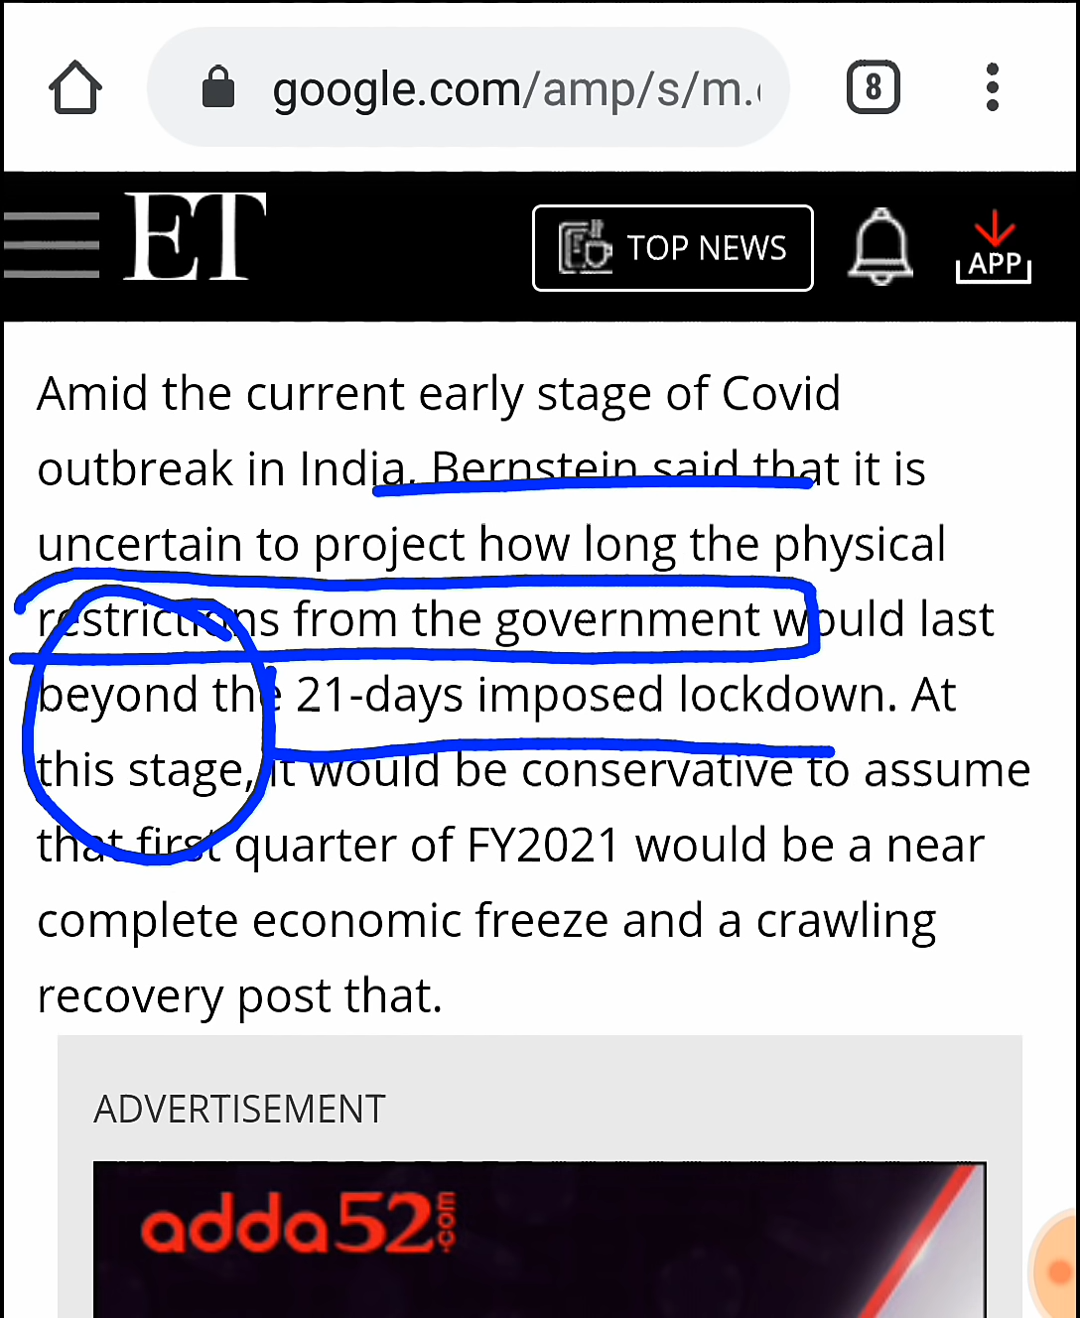 google.com/amp/s/m.
8
ET
TOP NEWS
APP
Amid the current early stage of Covid
outbreak in India, Bernstein said that it is
uncertain to project how long the physical
restrictions from the government would last
beyond the 21-days imposed lockdown. At
this stage, it would be conservative to assume
that first quarter of FY2021 would be a near
complete economic freeze and a crawling
recovery post that.
ADVERTISEMENT
adda52.com